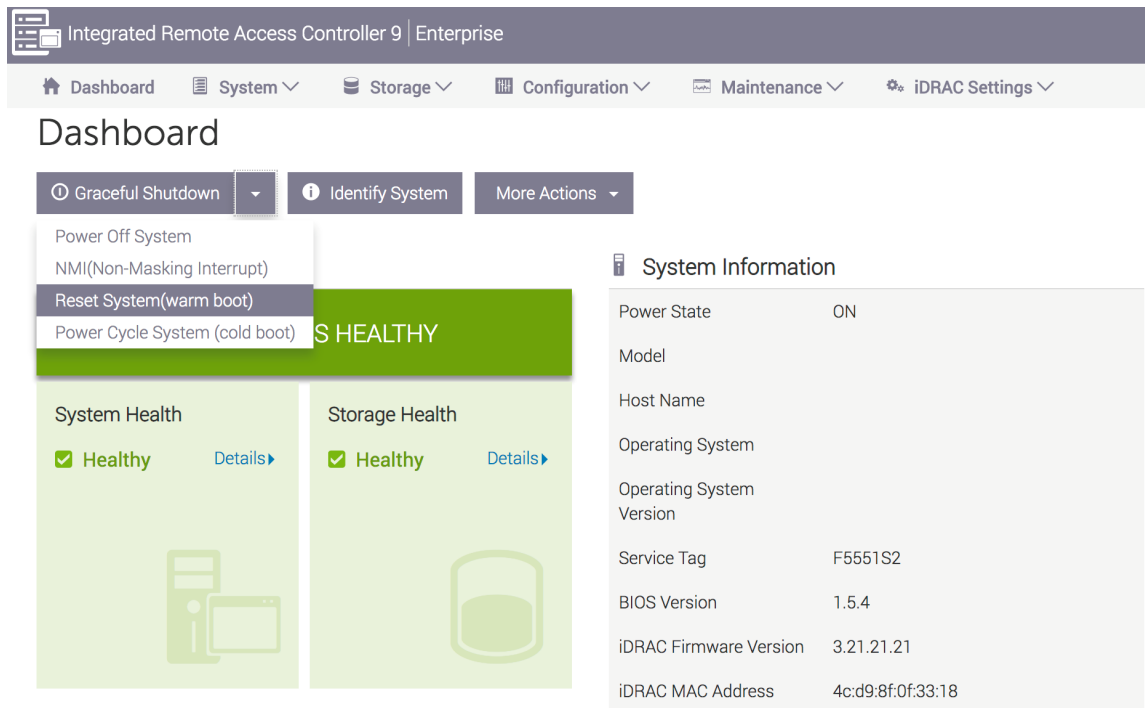 Integrated Remote Access Controller 9 | Enterprise
Dashboard System Storage Configuration Maintenance iDRAC Settings
Dashboard
Graceful Shutdown Identify System More Actions
Power Off System
NMI(Non-Masking Interrupt)
Reset System(warm boot)
Power Cycle System (cold boot)
S HEALTHY
System Health
Healthy Details
Storage Health
Healthy Details
System Information
Power State ON
Model
Host Name
Operating System
Operating System
Version
Service Tag F5551S2
BIOS Version 1.5.4
iDRAC Firmware Version 3.21.21.21
iDRAC MAC Address 4c:d9:8f:0f:33:18